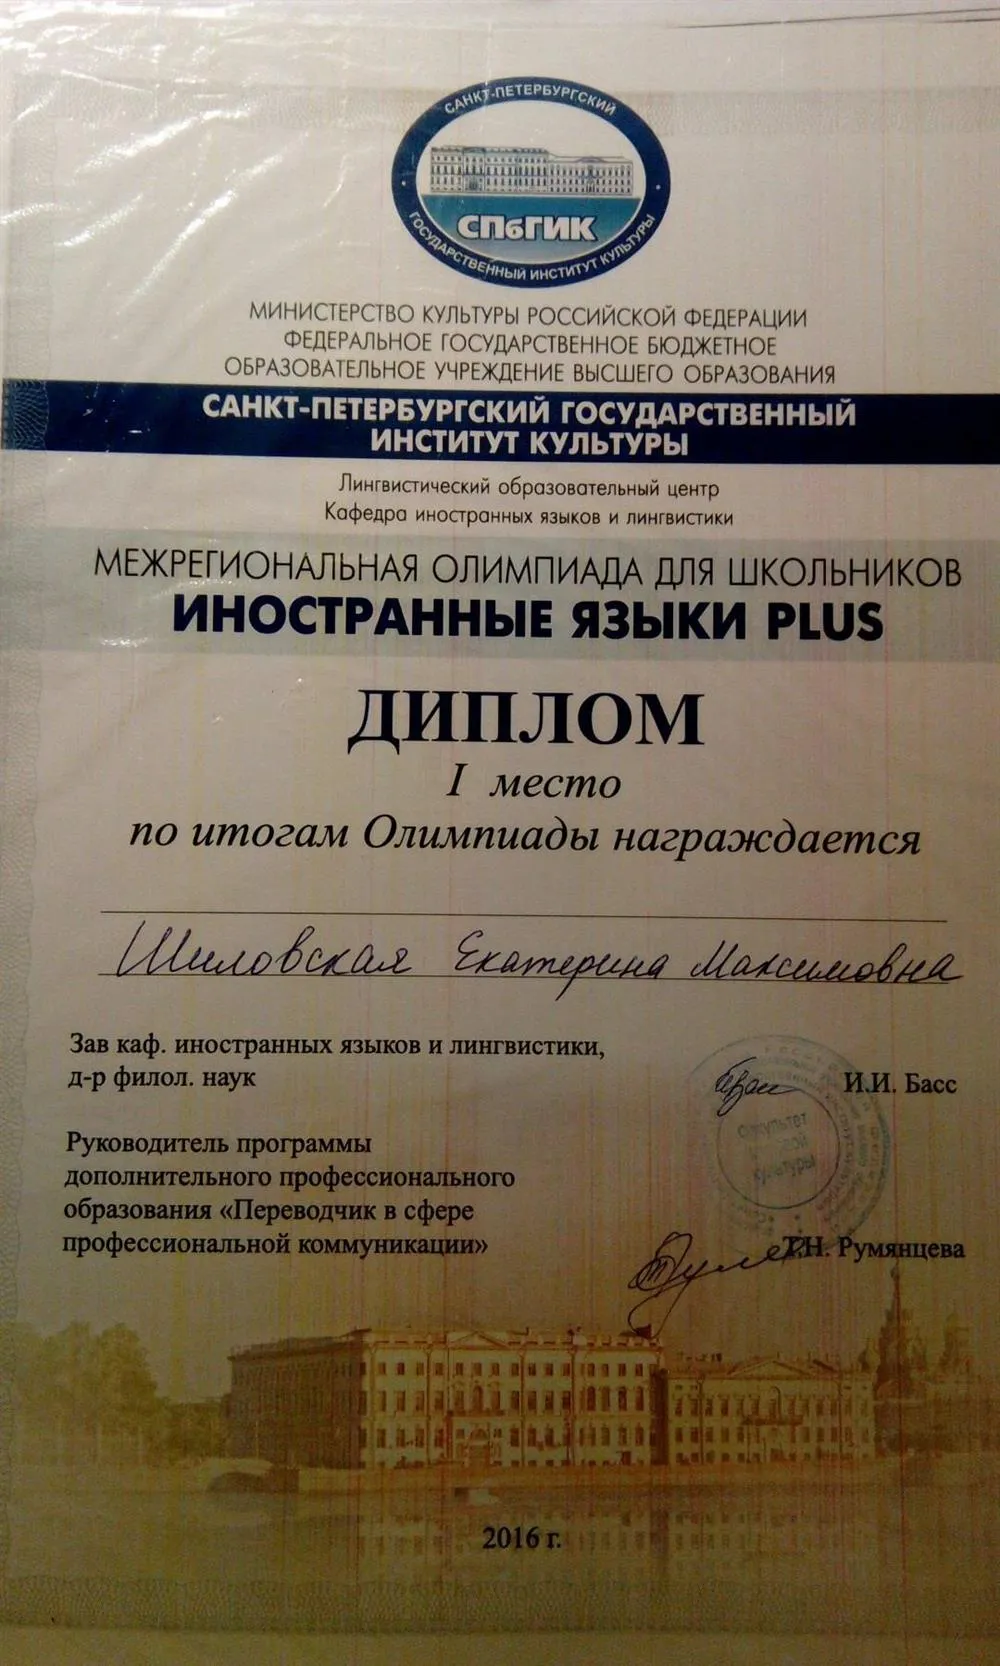 САНКТ-ПЕТЕРБУРГСКИЙ
СПбГИК
ГОСУДАРСТВЕННЫЙ ИНСТИТУТ КУЛЬТУРЫ
МИНИСТЕРСТВО КУЛЬТУРЫ РОССИЙСКОЙ ФЕДЕРАЦИИ
ФЕДЕРАЛЬНОЕ ГОСУДАРСТВЕННОЕ БЮДЖЕТНОЕ
ОБРАЗОВАТЕЛЬНОЕ УЧРЕЖДЕНИЕ ВЫСШЕГО ОБРАЗОВАНИЯ
САНКТ-ПЕТЕРБУРГСКИЙ ГОСУДАРСТВЕННЫЙ
ИНСТИТУТ КУЛЬТУРЫ
Лингвистический образовательный центр
Кафедра иностранных языков и лингвистики
МЕЖРЕГИОНАЛЬНАЯ ОЛИМПИАДА ДЛЯ ШКОЛЬНИКОВ
ИНОСТРАННЫЕ ЯЗЫКИ PLUS
ДИПЛОМ
I место
по итогам Олимпиады награждается
Шиловская Екатерина Максимовна
Зав каф. иностранных языков и лингвистики,
д-р филол. наук
И.И. Басс
факультет
культуры
Руководитель программы
дополнительного профессионального
образования «Переводчик в сфере
профессиональной коммуникации»
Т.Н. Румянцева
2016 г.